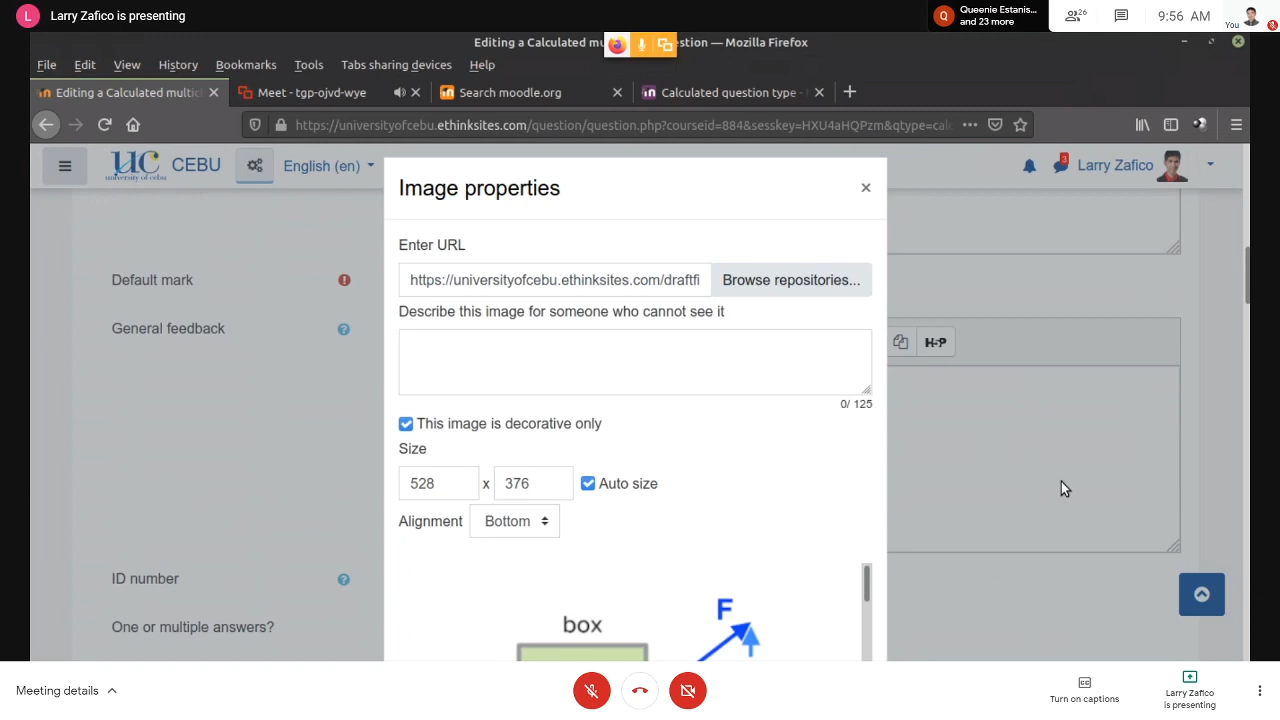 L Larry Zafico is presenting
Q Queenie Estanis...
and 23 more
26
9:56 AM
You
Editing a Calculated mu
stion — Mozilla Firefox
File Edit View History Bookmarks Tools Tabs sharing devices Help
Editing a Calculated multic
Meet - tgp-ojvd-wye
Search moodle.org
Calculated question type -
https://universityofcebu.ethinksites.com/question/question.php?courseid=884&sesskey=HXU4aHQPzm&qtype=calc
UC
university of cebu
CEBU
English (en)
3
Larry Zafico
Image properties
×
Enter URL
https://universityofcebu.ethinksites.com/draftfi
Browse repositories...
Describe this image for someone who cannot see it
0/ 125
This image is decorative only
Size
528 x 376 Auto size
Alignment Bottom
box
F
Default mark
General feedback
H-P
ID number
One or multiple answers?
Meeting details
Turn on captions
Larry Zafico
is presenting